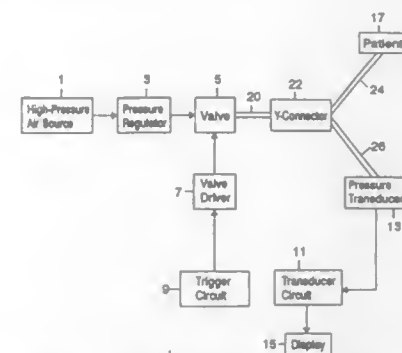 17
Patient
1
3
5
22
20
24
High-Pressure
Air Source
Pressure
Regulator
Valve
Y-Connector
26
7
Valve
Driver
Pressure
Transducer
13
11
9
Trigger
Circuit
Transducer
Circuit
15
Display